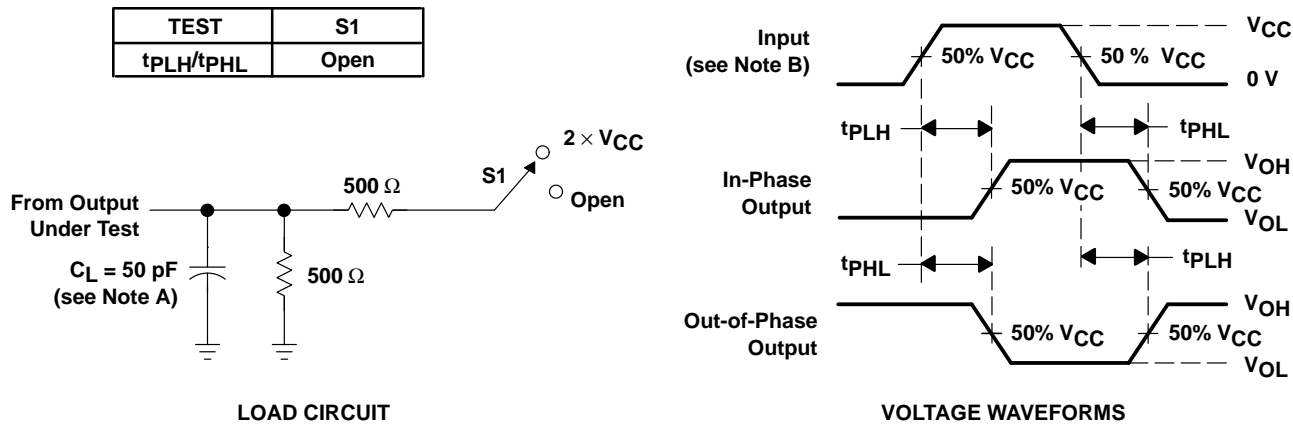 TEST S1
tPLH/tPHL Open
2 × VCC
S1
Open
500 Ω
From Output
Under Test
CL = 50 pF
(see Note A)
500 Ω
LOAD CIRCUIT
Input
(see Note B)
50% VCC
50 % VCC
VCC
0 V
tPLH
tPHL
In-Phase
Output
50% VCC
50% VCC
VOH
VOL
tPHL
tPLH
Out-of-Phase
Output
50% VCC
50% VCC
VOH
VOL
VOLTAGE WAVEFORMS